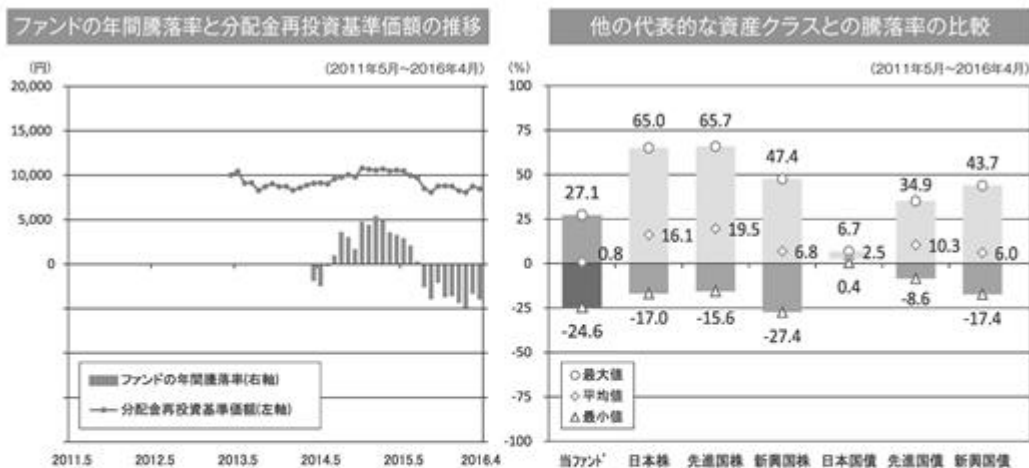 ファンドの年間騰落率と分配金再投資基準価額の推移
(円)
(2011年5月~2016年4月)
20,000
15,000
10,000
5,000
0
ファンドの年間騰落率(右軸)
分配金再投資基準価額(左軸)
2011.5 2012.5 2013.5 2014.5 2015.5 2016.4
他の代表的な資産クラスとの騰落率の比較
(%)
(2011年5月~2016年4月)
100
75
50
25
0
-25
-50
-75
-100
65.0 65.7 47.4 43.7
27.1 34.9
6.7
0.8 16.1 19.5 6.8 2.5 10.3 6.0
0.4
-24.6 -17.0 -15.6 -27.4 -8.6 -17.4
最大値
平均値
最小値
当ファンド 日本株 先進国株 新興国株 日本国債 先進国債 新興国債